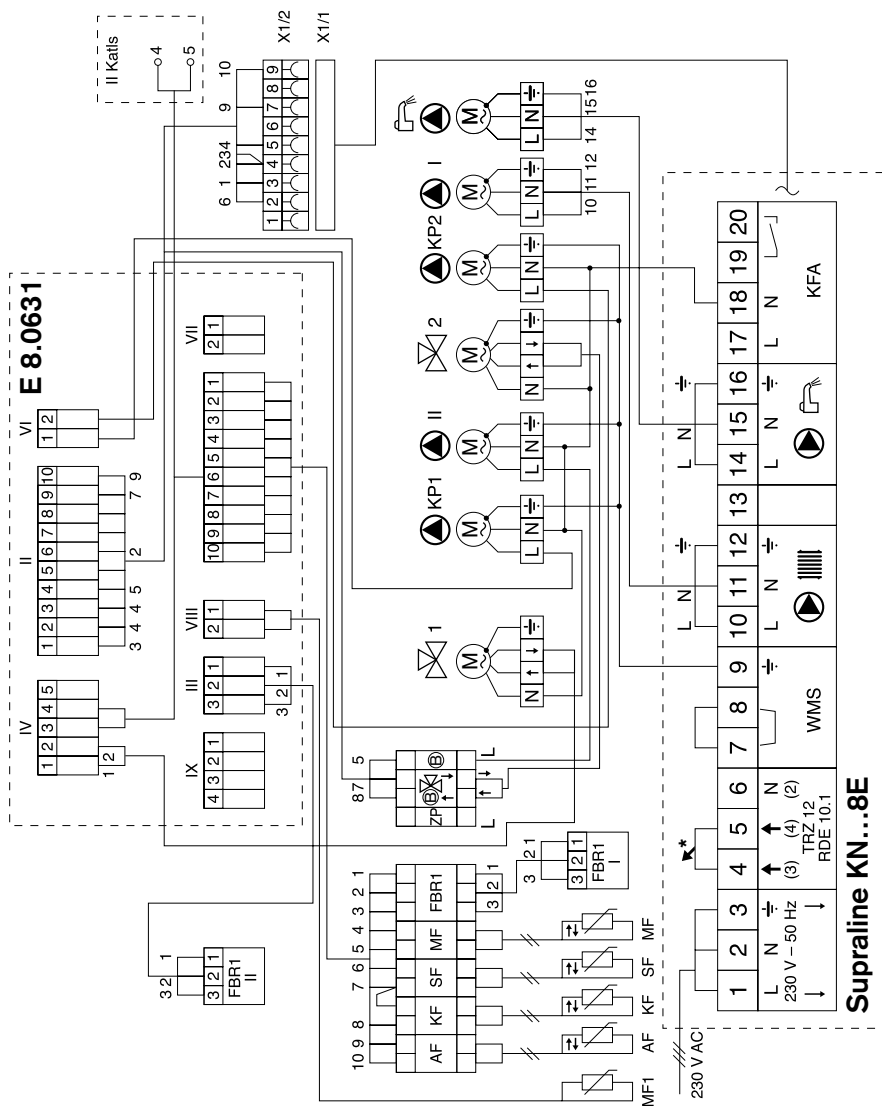 II Katls
4
5
10
9
2 3 4
1
6
9 8 7 6 5 4 3 2 1
X1/2
X1/1
E 8.0631
VI
1 2
VII
2 1
II
1 2 3 4 5 6 7 8 9 10
3 4 4 5 2 7 9
10 9 8 7 6 5 4 3 2 1
IV
1 2 3 4 5
1 2
VIII
2 1
III
3 2 1
3 2 1
IX
4 3 2 1
M
L N
14 15 16
I
M
L N
10 11 12
KP2
M
L N
2
M
N
II
M
L N
KP1
M
L N
1
M
N
8 7 5
ZP B B
L L
3 2 1
3 2 1
FBR1
II
10 9 8 7 6 5 4 3 2 1
AF KF SF MF FBR1
3 2 1
3 2 1
3 2 1
FBR1
I
MF1
AF
KF
SF
MF
230 V AC
*
L N
L N
1 2 3 4 5 6 7 8 9 10 11 12 13 14 15 16 17 18 19 20
L N
230 V – 50 Hz
(3) (4) N (2)
TRZ 12
RDE 10.1
WMS
L N
L N
L N
KFA
Supraline KN...8E